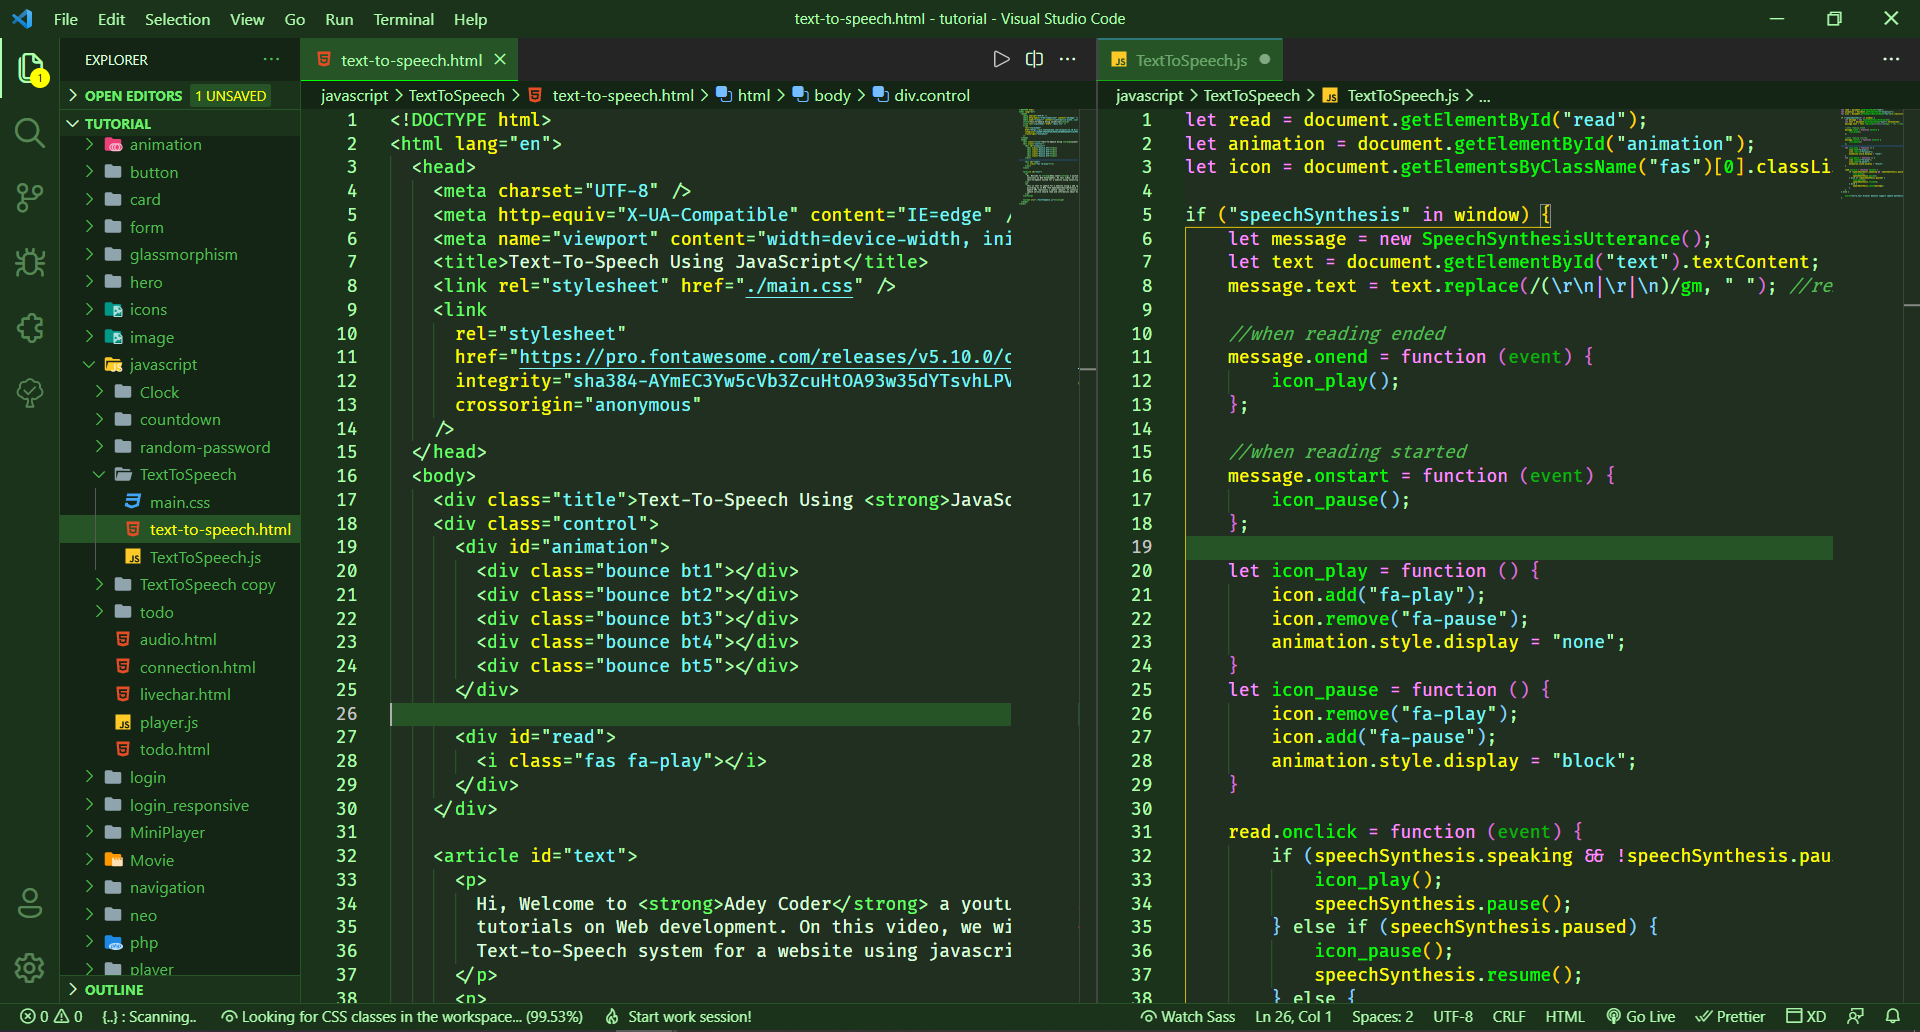 File Edit Selection View Go Run Terminal Help
text-to-speech.html - tutorial - Visual Studio Code
EXPLORER
1
OPEN EDITORS 1 UNSAVED
TUTORIAL
animation
button
card
form
glassmorphism
hero
icons
image
javascript
Clock
countdown
random-password
TextToSpeech
main.css
text-to-speech.html
TextToSpeech.js
TextToSpeech copy
todo
audio.html
connection.html
livechar.html
player.js
todo.html
login
login_responsive
MiniPlayer
Movie
navigation
neo
php
player
OUTLINE
text-to-speech.html
javascript > TextToSpeech > text-to-speech.html > html > body > div.control
1 <!DOCTYPE html>
2 <html lang="en">
3 <head>
4 <meta charset="UTF-8" />
5 <meta http-equiv="X-UA-Compatible" content="IE=edge" /
6 <meta name="viewport" content="width=device-width, ini
7 <title>Text-To-Speech Using JavaScript</title>
8 <link rel="stylesheet" href="./main.css" />
9 <link
10 rel="stylesheet"
11 href="https://pro.fontawesome.com/releases/v5.10.0/c
12 integrity="sha384-AYmEC3Yw5cVb3ZcuHtOA93w35dYTsvhLPV
13 crossorigin="anonymous"
14 />
15 </head>
16 <body>
17 <div class="title">Text-To-Speech Using <strong>JavaSc
18 <div class="control">
19 <div id="animation">
20 <div class="bounce bt1"></div>
21 <div class="bounce bt2"></div>
22 <div class="bounce bt3"></div>
23 <div class="bounce bt4"></div>
24 <div class="bounce bt5"></div>
25 </div>
26
27 <div id="read">
28 <i class="fas fa-play"></i>
29 </div>
30 </div>
31
32 <article id="text">
33 <p>
34 Hi, Welcome to <strong>Adey Coder</strong> a youtu
35 tutorials on Web development. On this video, we wi
36 Text-to-Speech system for a website using javascri
37 </p>
38 <p>
TextToSpeech.js
javascript > TextToSpeech > TextToSpeech.js > ...
1 let read = document.getElementById("read");
2 let animation = document.getElementById("animation");
3 let icon = document.getElementsByClassName("fas")[0].classLi
4
5 if ("speechSynthesis" in window) {
6 let message = new SpeechSynthesisUtterance();
7 let text = document.getElementById("text").textContent;
8 message.text = text.replace(/(\r\n|\r|\n)/gm, " "); //re
9
10 //when reading ended
11 message.onend = function (event) {
12 icon_play();
13 };
14
15 //when reading started
16 message.onstart = function (event) {
17 icon_pause();
18 };
19
20 let icon_play = function () {
21 icon.add("fa-play");
22 icon.remove("fa-pause");
23 animation.style.display = "none";
24 }
25 let icon_pause = function () {
26 icon.remove("fa-play");
27 icon.add("fa-pause");
28 animation.style.display = "block";
29 }
30
31 read.onclick = function (event) {
32 if (speechSynthesis.speaking && !speechSynthesis.pau
33 icon_play();
34 speechSynthesis.pause();
35 } else if (speechSynthesis.paused) {
36 icon_pause();
37 speechSynthesis.resume();
38 } else {
0 0 {..} : Scanning.. Looking for CSS classes in the workspace... (99.53%) Start work session! Watch Sass Ln 26, Col 1 Spaces: 2 UTF-8 CRLF HTML Go Live Prettier XD